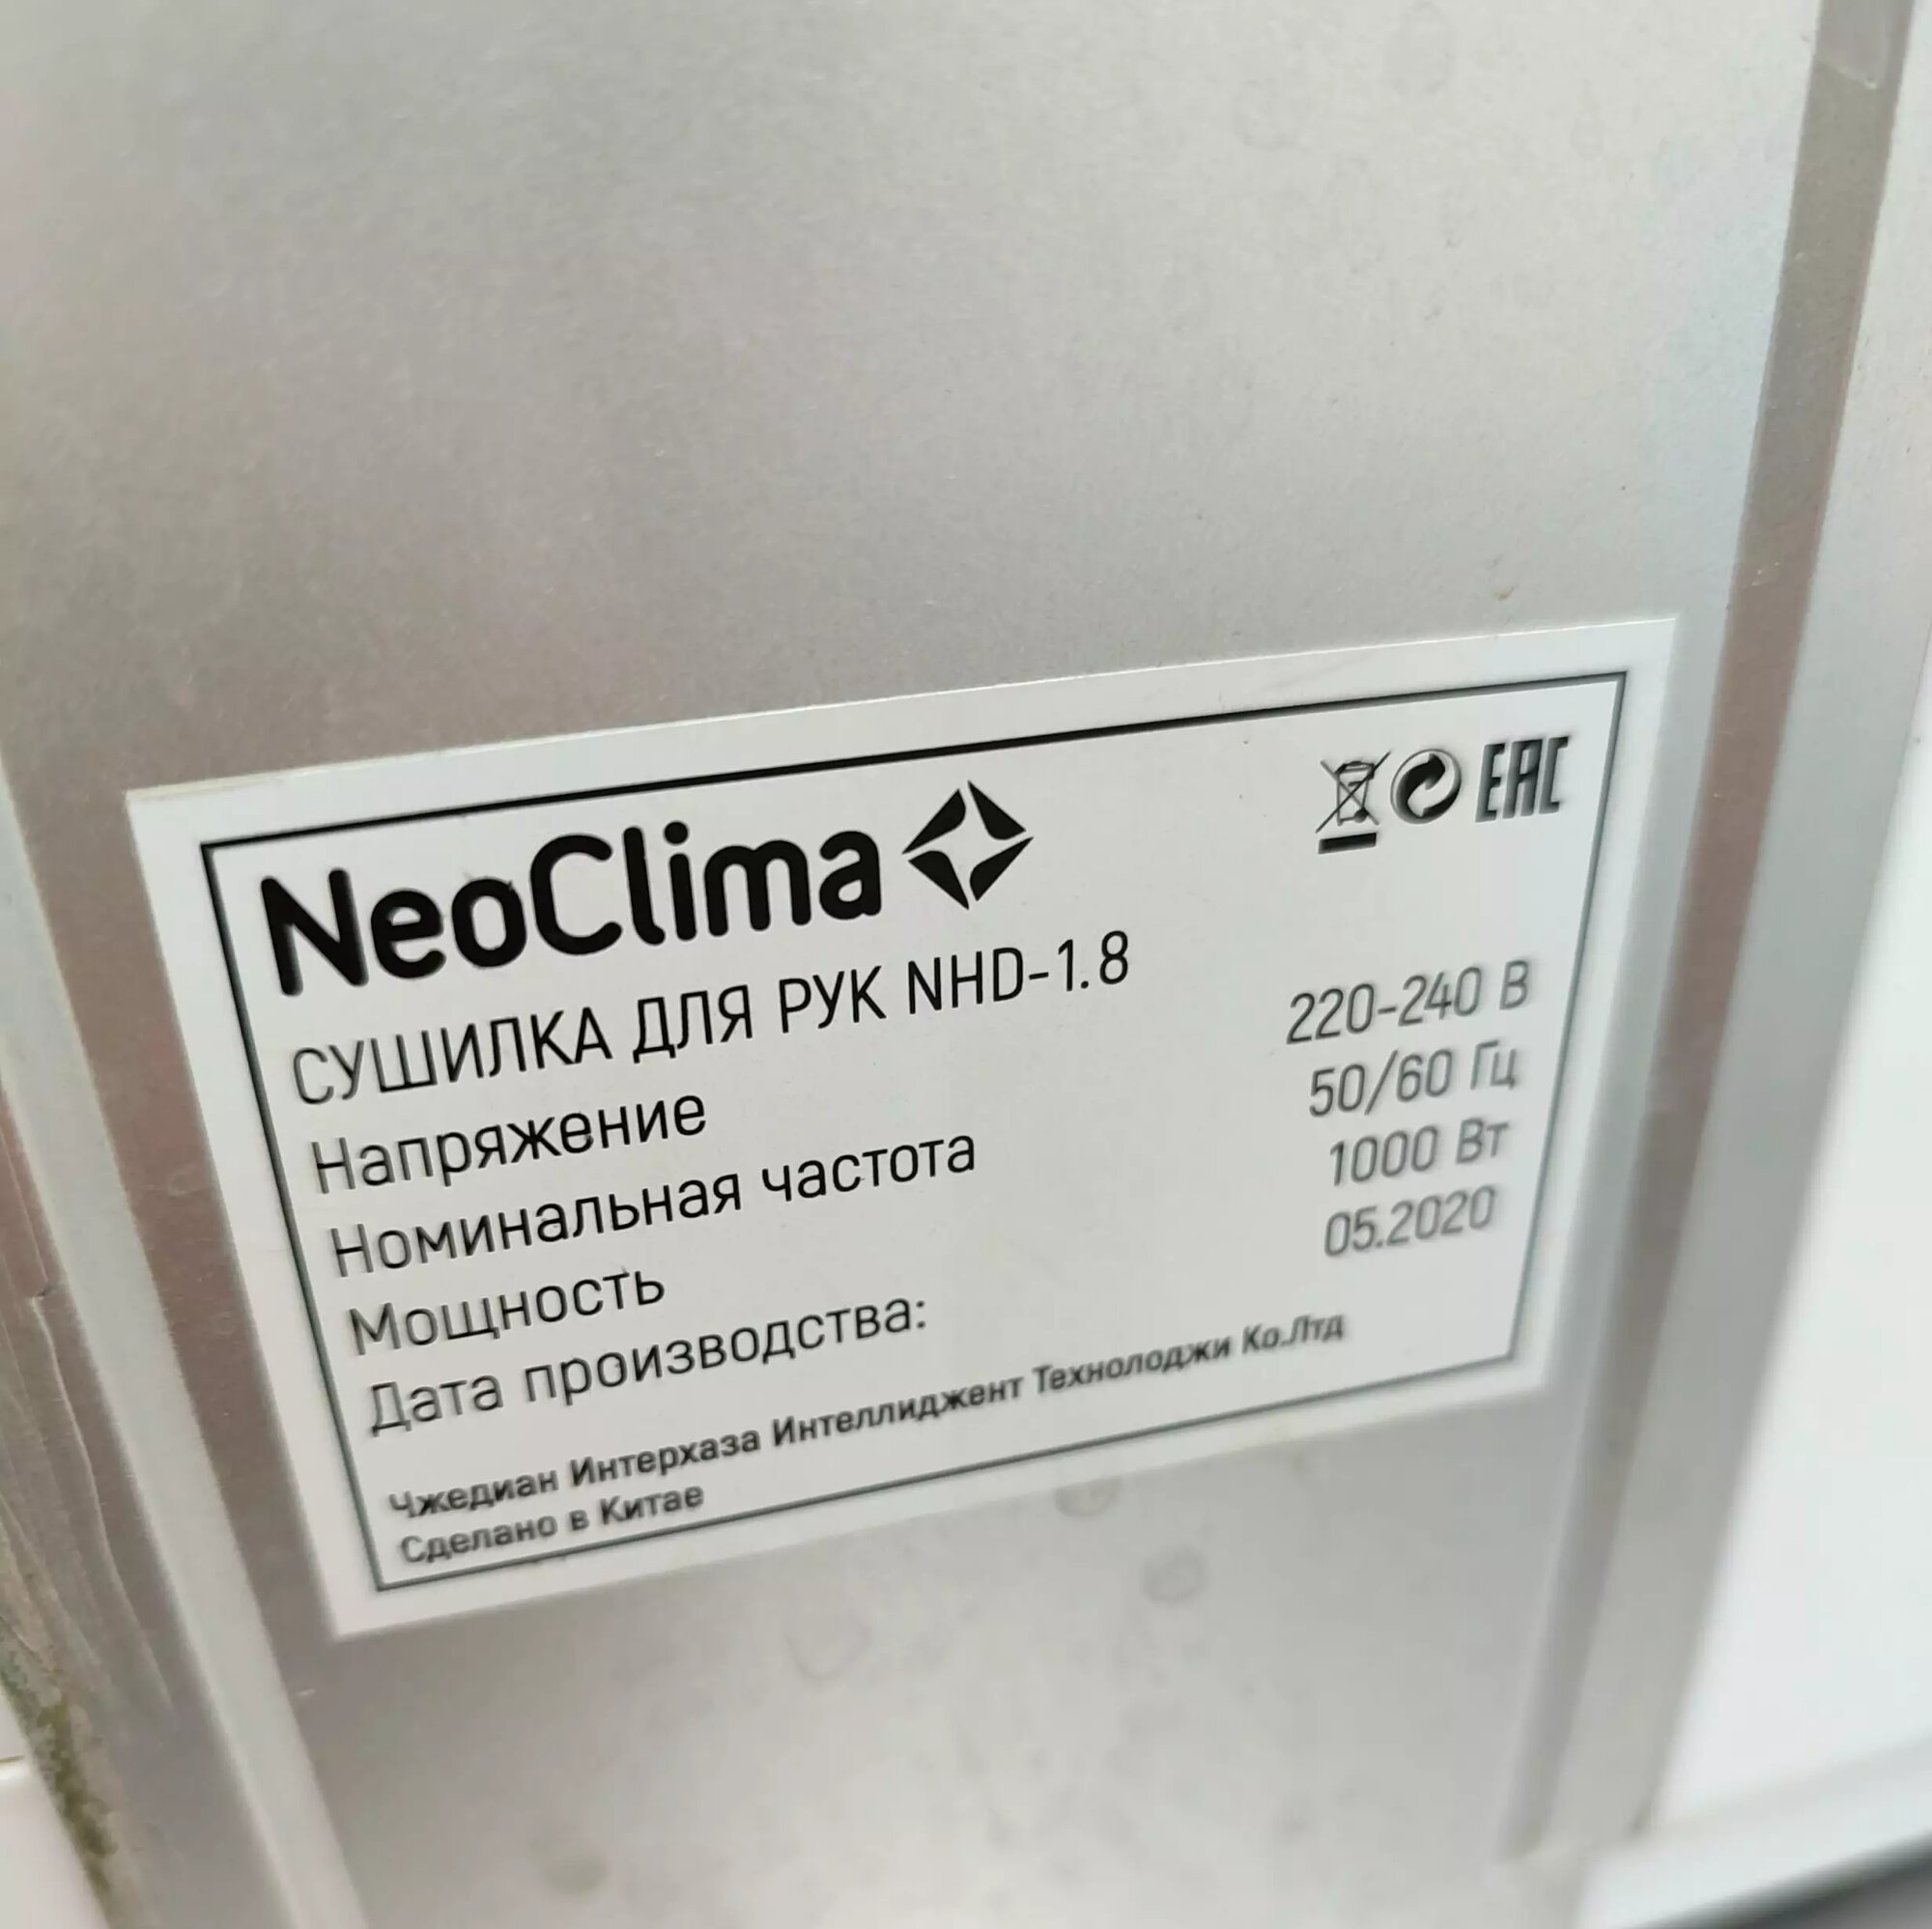 NeoClima
EAC
СУШИЛКА ДЛЯ РУК NHD-1.8
Напряжение 220-240 В
Номинальная частота 50/60 Гц
Мощность 1000 Вт
Дата производства: 05.2020
Чжедиан Интерхаза Интеллиджент Технолоджи Ко.Лтд
Сделано в Китае